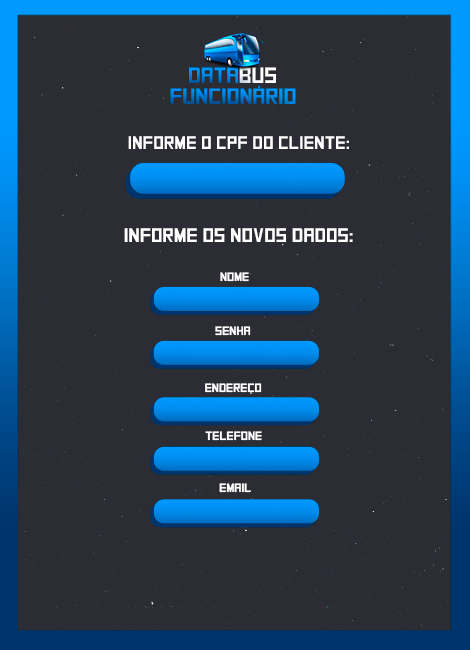 DATABUS
FUNCIONÁRIO
INFORME O CPF DO CLIENTE:
INFORME OS NOVOS DADOS:
NOME
SENHA
ENDEREÇO
TELEFONE
EMAIL